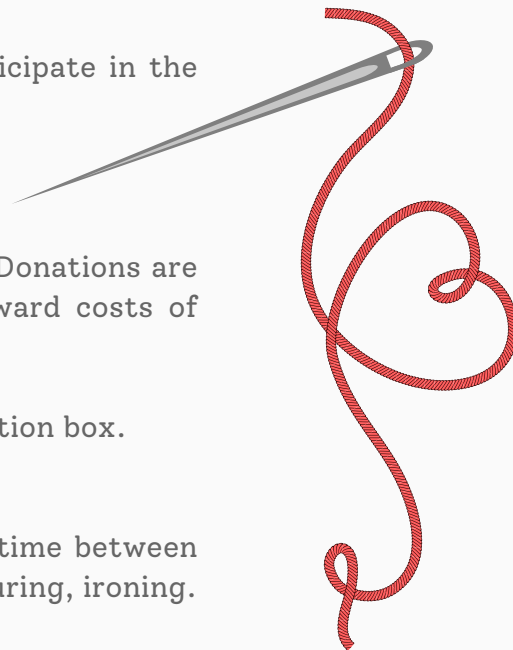 icipate in the
Donations are
ward costs of
tion box.
time between
uring, ironing.